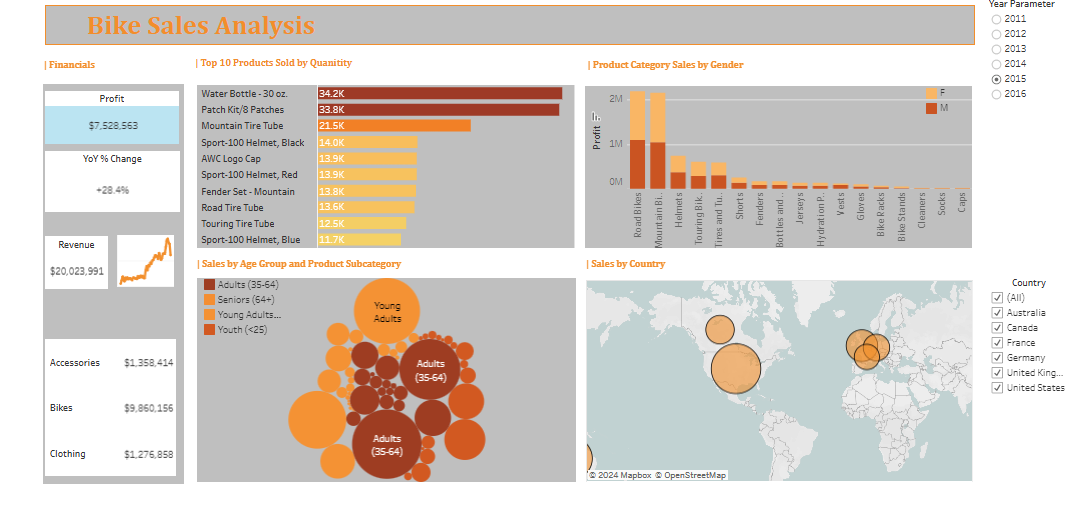 Bike Sales Analysis
Year Parameter
2011
2012
2013
2014
2015
2016
| Financials
Profit
$7,528,563
YoY % Change
+28.4%
Revenue
$20,023,991
Accessories $1,358,414
Bikes $9,860,156
Clothing $1,276,858
| Top 10 Products Sold by Quanitity
Water Bottle - 30 oz. 34.2K
Patch Kit/8 Patches 33.8K
Mountain Tire Tube 21.5K
Sport-100 Helmet, Black 14.0K
AWC Logo Cap 13.9K
Sport-100 Helmet, Red 13.9K
Fender Set - Mountain 13.8K
Road Tire Tube 13.6K
Touring Tire Tube 12.5K
Sport-100 Helmet, Blue 11.7K
| Product Category Sales by Gender
F
M
Profit
2M
1M
0M
Road Bikes
Mountain Bi..
Helmets
Touring Bik..
Tires and Tu..
Shorts
Fenders
Bottles and ..
Jerseys
Hydration P..
Vests
Gloves
Bike Racks
Bike Stands
Cleaners
Socks
Caps
| Sales by Age Group and Product Subcategory
Adults (35-64)
Seniors (64+)
Young Adults...
Youth (<25)
Young
Adults
Adults
(35-64)
Adults
(35-64)
| Sales by Country
© 2024 Mapbox © OpenStreetMap
Country
(All)
Australia
Canada
France
Germany
United King...
United States